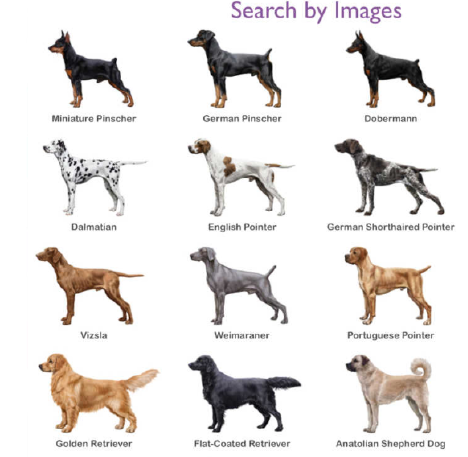 Search by Images
Miniature Pinscher
German Pinscher
Dobermann
Dalmatian
English Pointer
German Shorthaired Pointer
Vizsla
Weimaraner
Portuguese Pointer
Golden Retriever
Flat-Coated Retriever
Anatolian Shepherd Dog